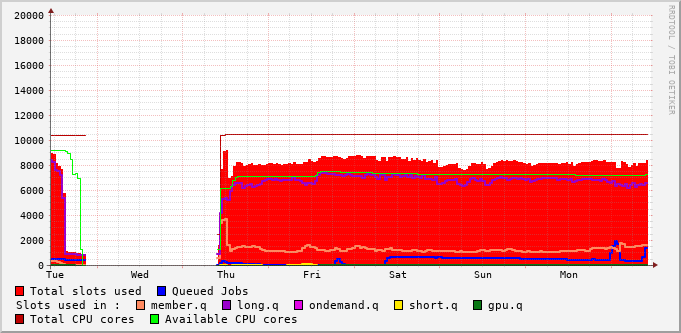 20000
18000
16000
14000
12000
10000
8000
6000
4000
2000
0
Tue Wed Thu Fri Sat Sun Mon
Total slots used Queued Jobs
Slots used in : member.q long.q ondemand.q short.q gpu.q
Total CPU cores Available CPU cores
RRDTOOL / TOBI OETIKER